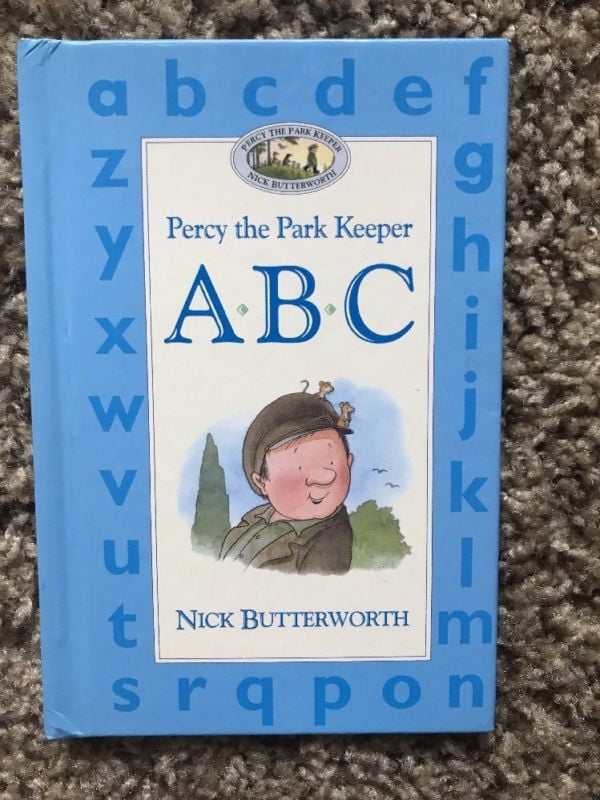 a b c d e f
g
h
i
j
k
l
m
n
o
p
q
r
s
t
u
v
w
x
y
z
PERCY THE PARK KEEPER
NICK BUTTERWORTH
Percy the Park Keeper
A·B·C
NICK BUTTERWORTH